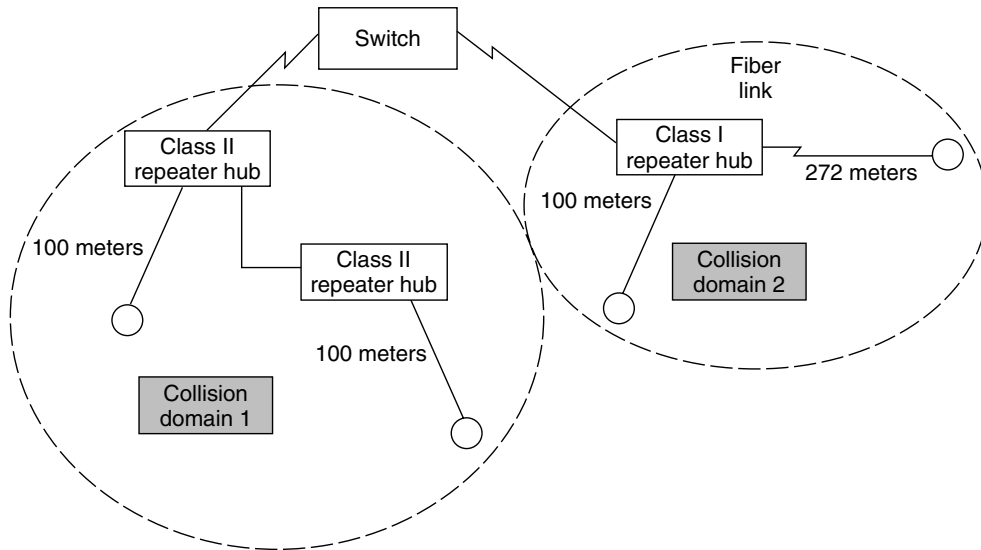 Switch
Fiber
link
Class II
repeater hub
Class I
repeater hub
272 meters
100 meters
100 meters
Class II
repeater hub
Collision
domain 2
100 meters
Collision
domain 1